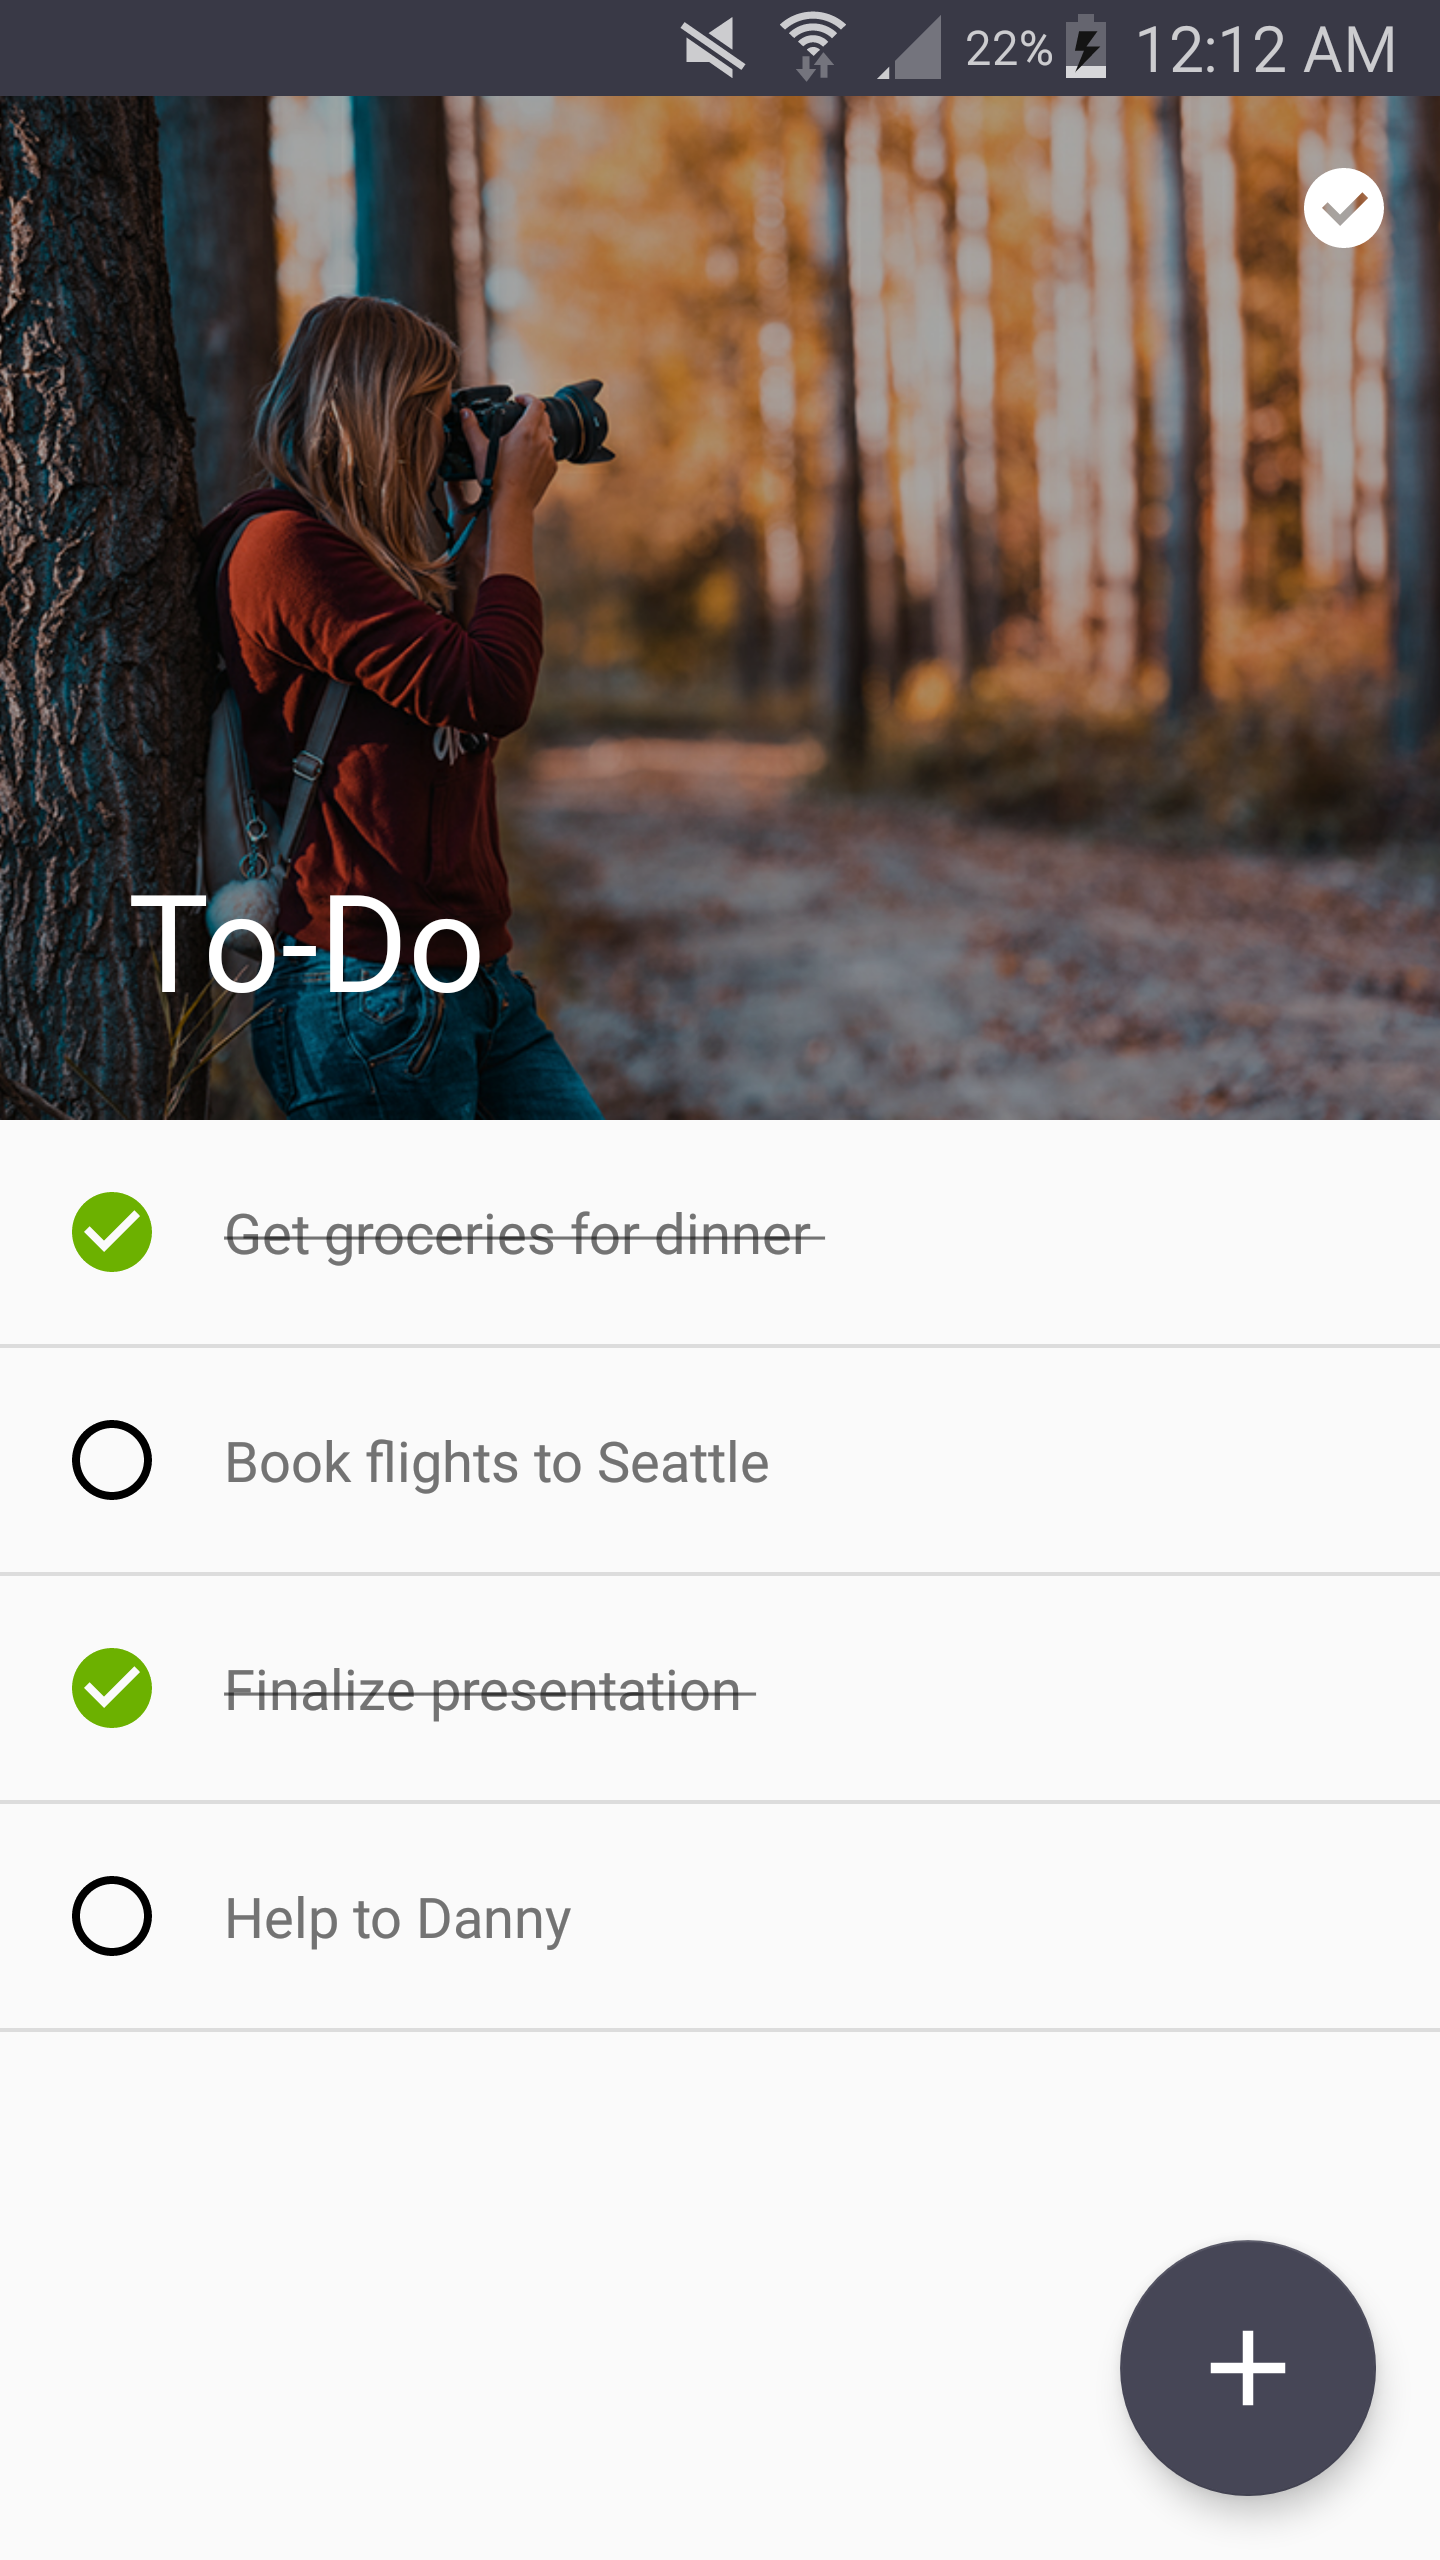 22% 12:12 AM
To-Do
Get groceries for dinner
Book flights to Seattle
Finalize presentation
Help to Danny